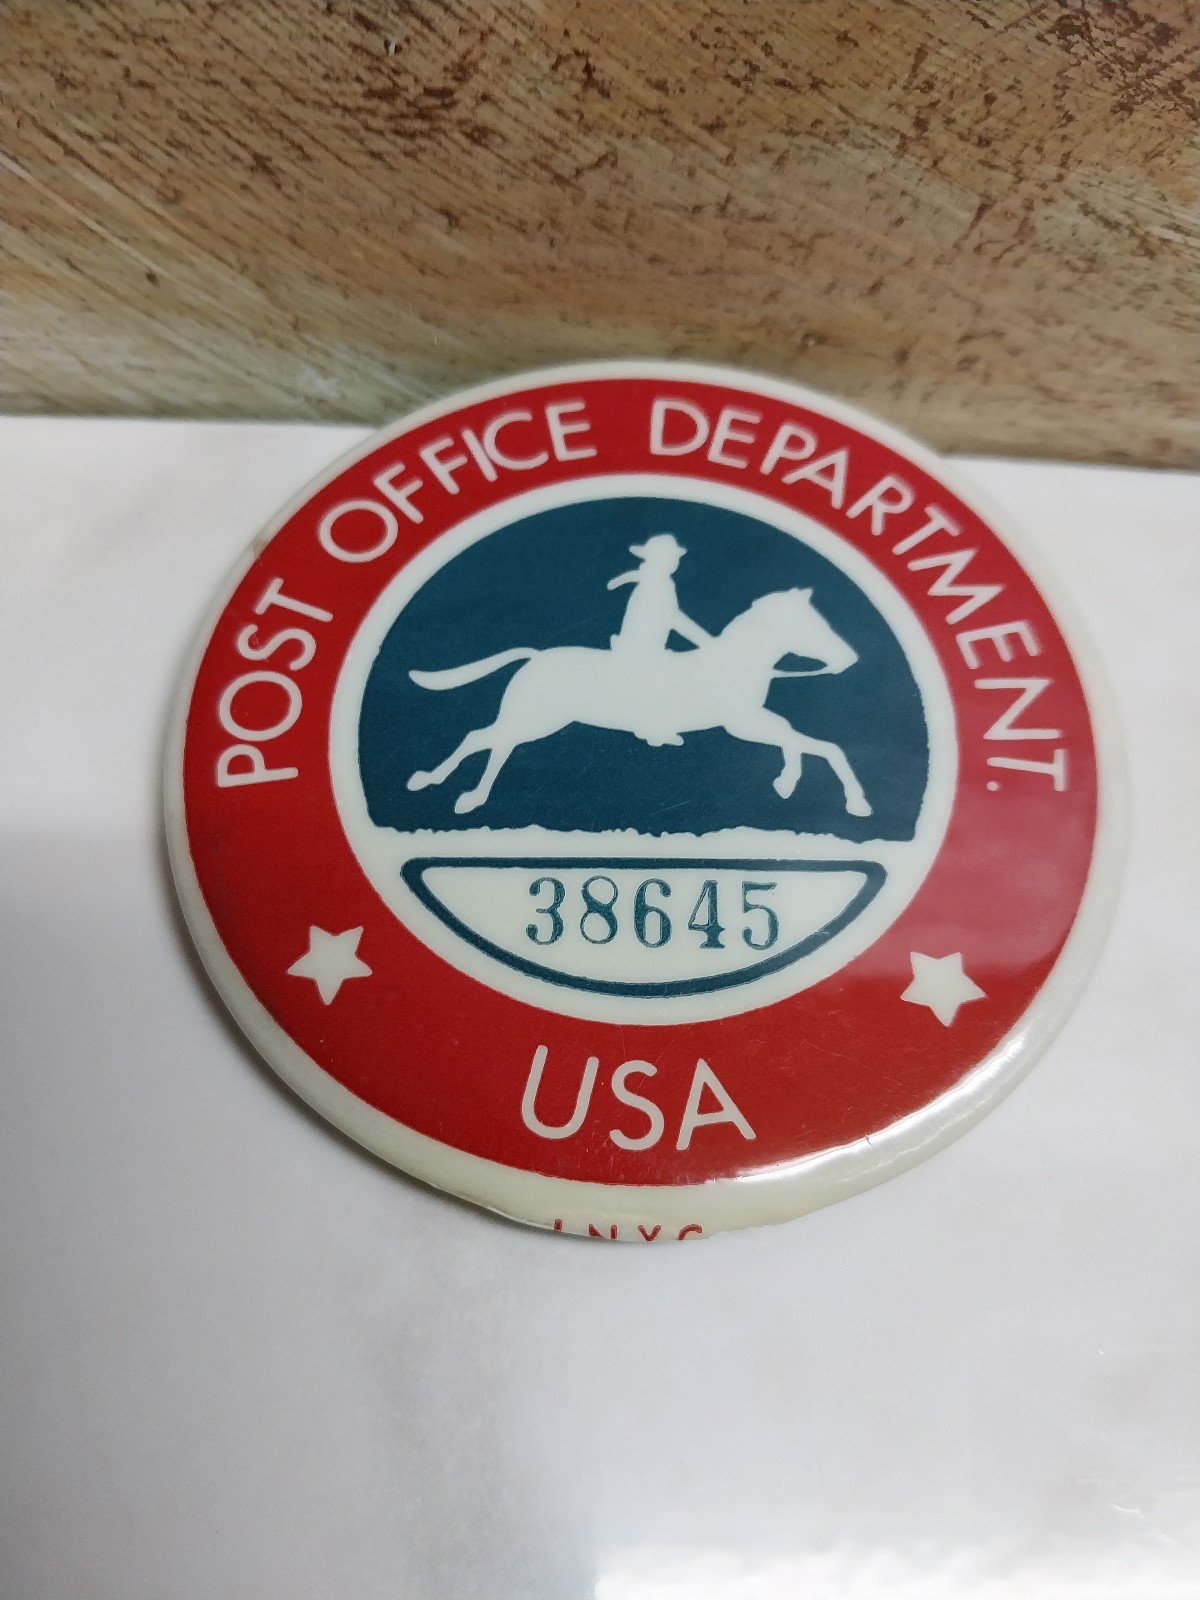 POST OFFICE DEPARTMENT.
38645
USA